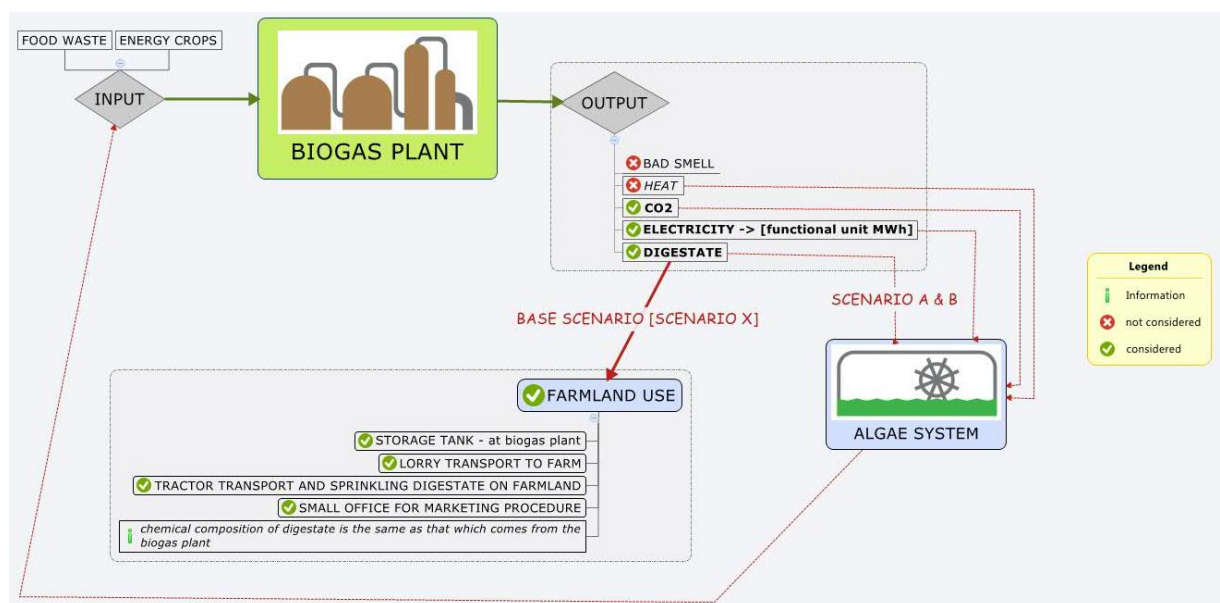 FOOD WASTE
ENERGY CROPS
INPUT
BIOGAS PLANT
OUTPUT
BAD SMELL
HEAT
CO2
ELECTRICITY -> [functional unit MWh]
DIGESTATE
BASE SCENARIO [SCENARIO X]
SCENARIO A & B
Legend
Information
not considered
considered
FARMLAND USE
STORAGE TANK - at biogas plant
LORRY TRANSPORT TO FARM
TRACTOR TRANSPORT AND SPRINKLING DIGESTATE ON FARMLAND
SMALL OFFICE FOR MARKETING PROCEDURE
chemical composition of digestate is the same as that which comes from the
biogas plant
ALGAE SYSTEM